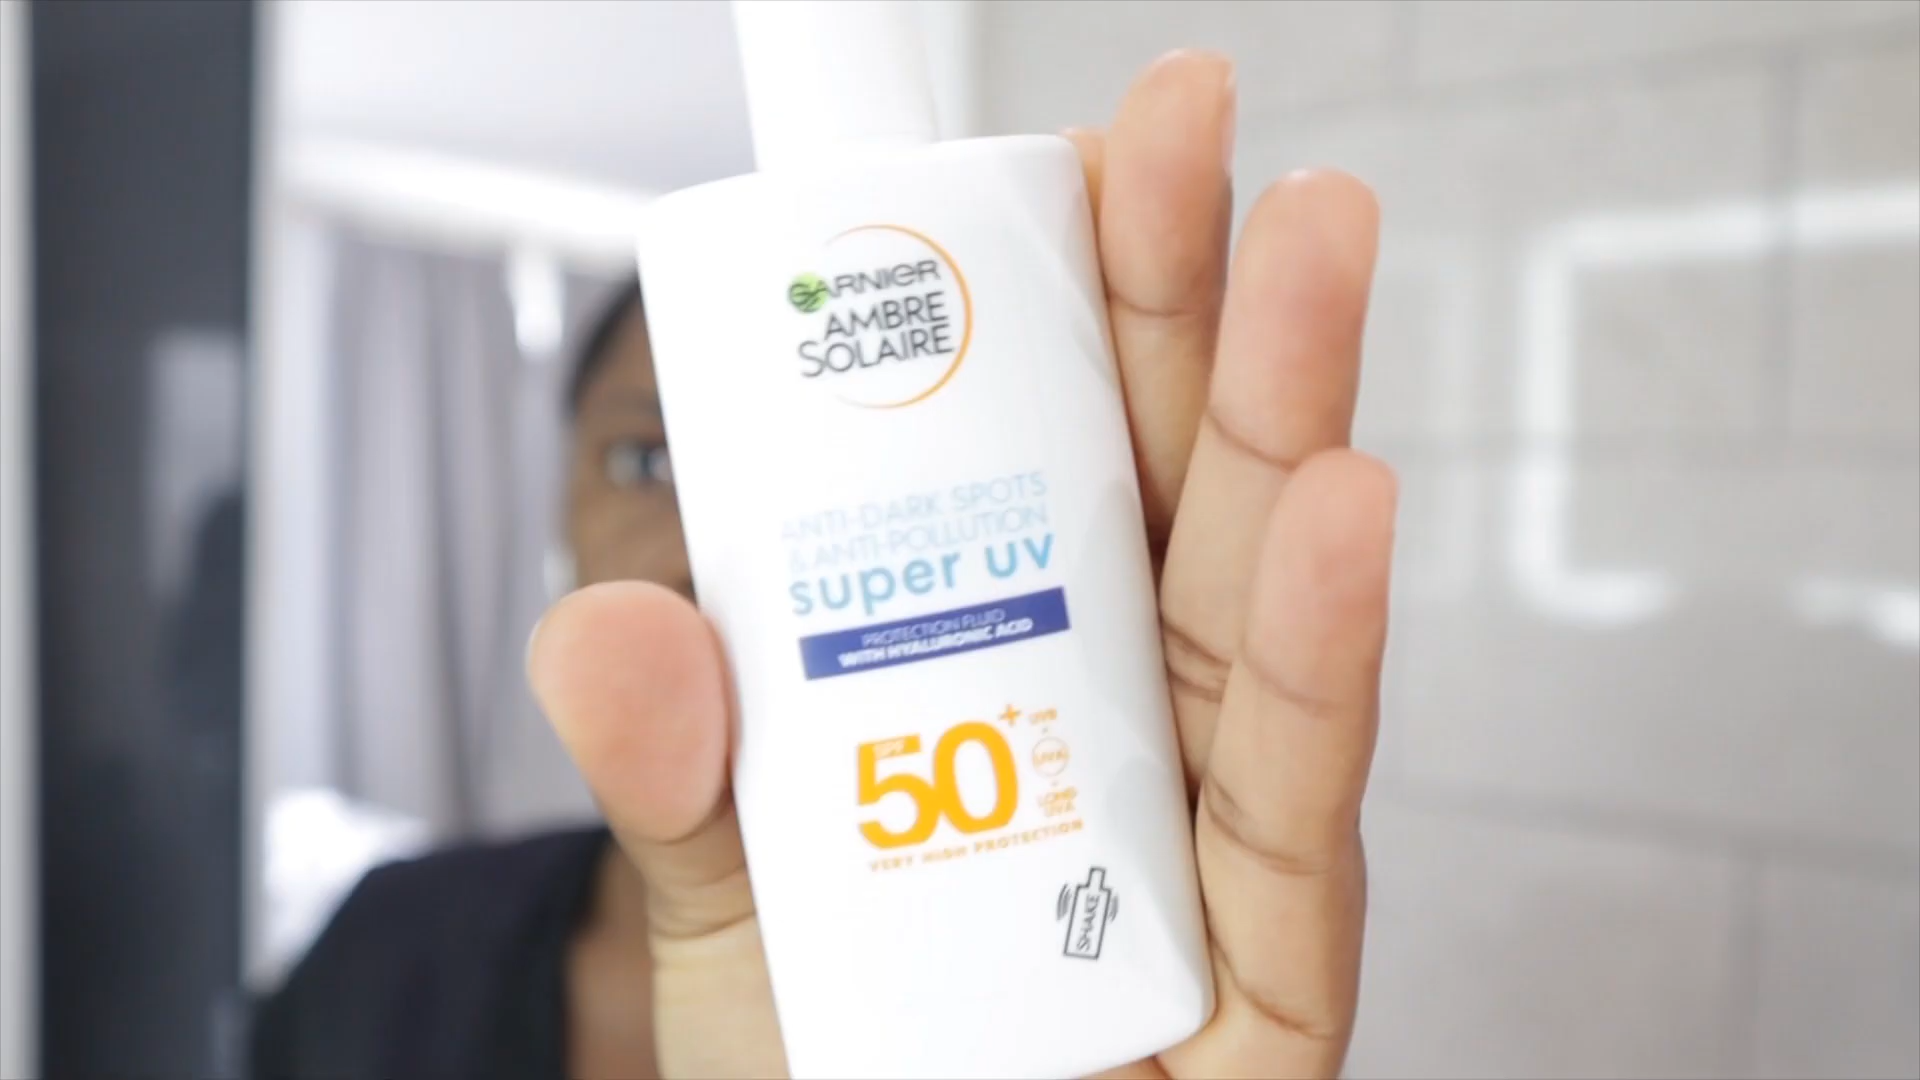 GARNIER
AMBRE
SOLAIRE
ANTI-DARK SPOTS
& ANTI-POLLUTION
super UV
PROTECTION FLUID
WITH HYALURONIC ACID
SPF
50+
UVB
+
UVA
+
LONG
UVA
VERY HIGH PROTECTION
SHAKE